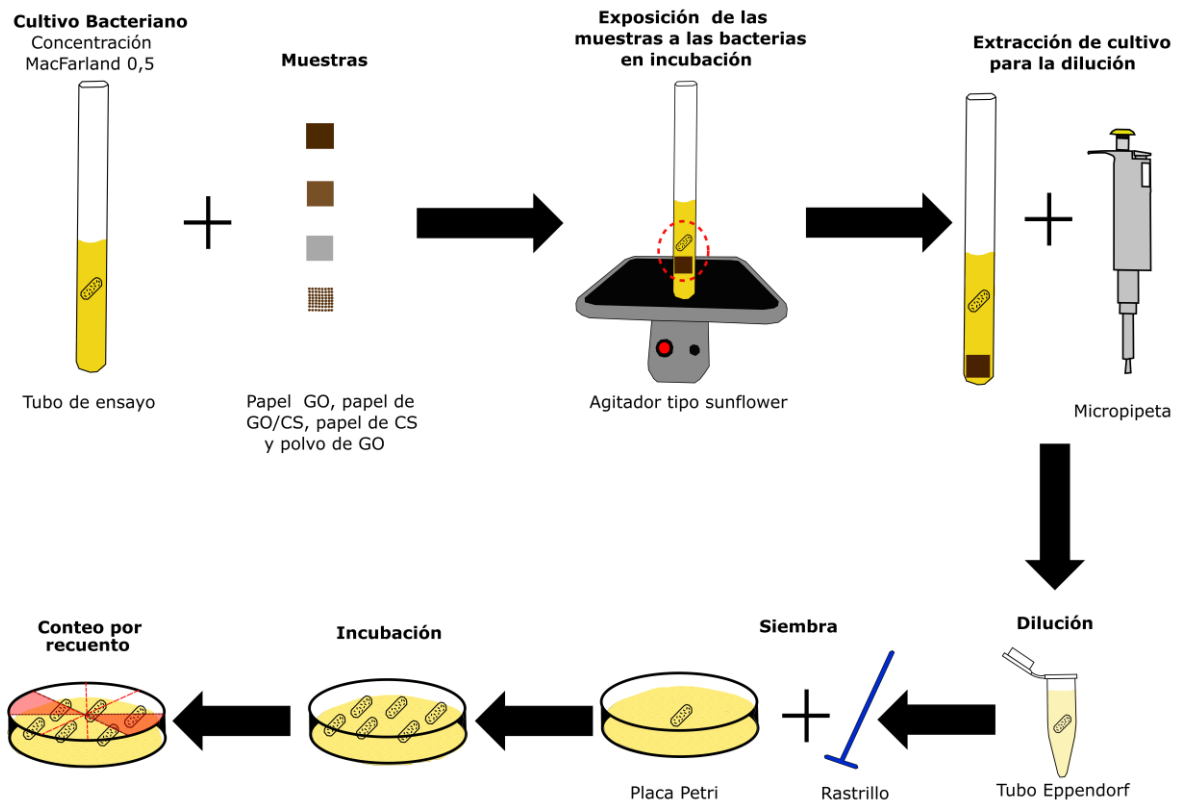 Cultivo Bacteriano
Concentración
MacFarland 0,5
Tubo de ensayo
Muestras
Papel GO, papel de
GO/CS, papel de CS
y polvo de GO
Exposición de las
muestras a las bacterias
en incubación
Agitador tipo sunflower
Extracción de cultivo
para la dilución
Micropipeta
Dilución
Tubo Eppendorf
Siembra
Placa Petri
Rastrillo
Incubación
Conteo por
recuento